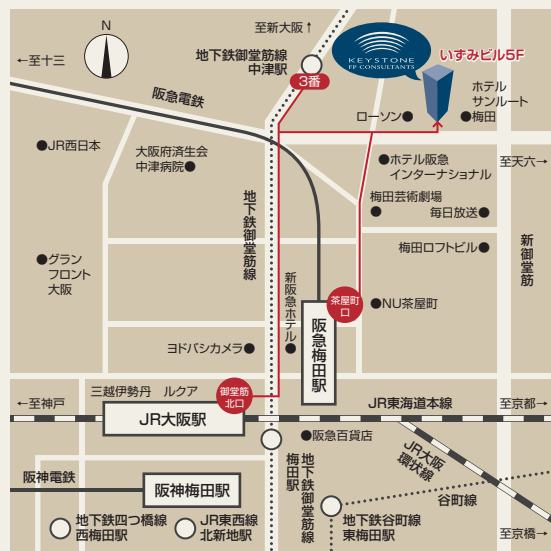 N
至新大阪↑
←至十三
地下鉄御堂筋線
中津駅
3番
KEYSTONE
FP CONSULTANTS
いずみビル5F
ホテル
サンルート
梅田
阪急電鉄
ローソン
JR西日本
大阪府済生会
中津病院
ホテル阪急
インターナショナル
至天六→
梅田芸術劇場
毎日放送
地下鉄御堂筋線
新御堂筋
梅田ロフトビル
グラン
フロント
大阪
新阪急ホテル
茶屋町
口
NU茶屋町
阪急梅田駅
ヨドバシカメラ
三越伊勢丹 ルクア
御堂筋
北口
←至神戸
JR大阪駅
JR東海道本線
至京都→
阪急百貨店
JR大阪
環状線
地下鉄御堂筋線
梅田駅
阪神電鉄
阪神梅田駅
谷町線
地下鉄四つ橋線
西梅田駅
JR東西線
北新地駅
地下鉄谷町線
東梅田駅
至京橋→